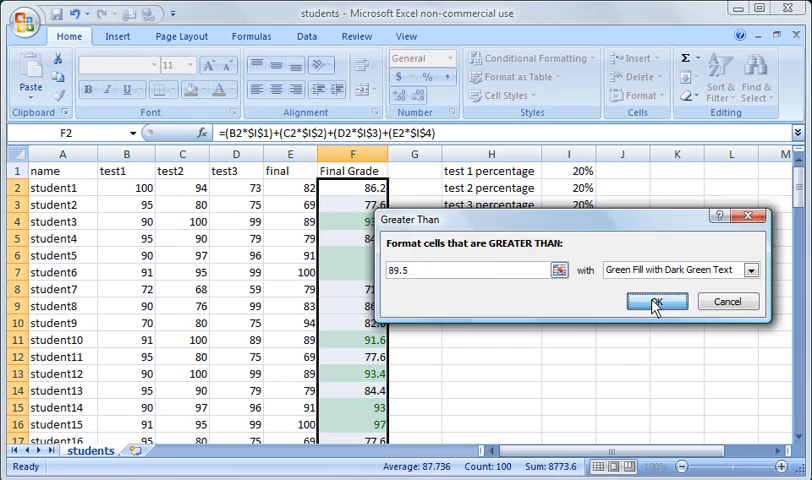 students - Microsoft Excel non-commercial use
Home Insert Page Layout Formulas Data Review View
Paste
Clipboard
11
B I U
Font
Alignment
General
$ % ,
Number
Conditional Formatting
Format as Table
Cell Styles
Styles
Insert
Delete
Format
Cells
Σ
Sort & Filter
Find & Select
Editing
F2 fx =(B2*$I$1)+(C2*$I$2)+(D2*$I$3)+(E2*$I$4)
A B C D E F G H I J K L M
1 name test1 test2 test3 final Final Grade test 1 percentage 20%
2 student1 100 94 73 82 86.2 test 2 percentage 20%
3 student2 95 80 75 69 77.6 test 3 percentage 20%
4 student3 90 100 99 89
5 student4 95 90 79 79
6 student5 90 97 96 91
7 student6 91 95 99 100
8 student7 72 68 59 79
9 student8 90 76 99 83
10 student9 70 80 75 94
11 student10 91 100 89 89 91.6
12 student11 95 80 75 69 77.6
13 student12 90 100 99 89 93.4
14 student13 95 90 79 79 84.4
15 student14 90 97 96 91 93
16 student15 91 95 99 100 97
17 student16 95 80 75 69 77.6
Greater Than
Format cells that are GREATER THAN:
89.5 with Green Fill with Dark Green Text
OK Cancel
students
Ready Average: 87.736 Count: 100 Sum: 8773.6 100%